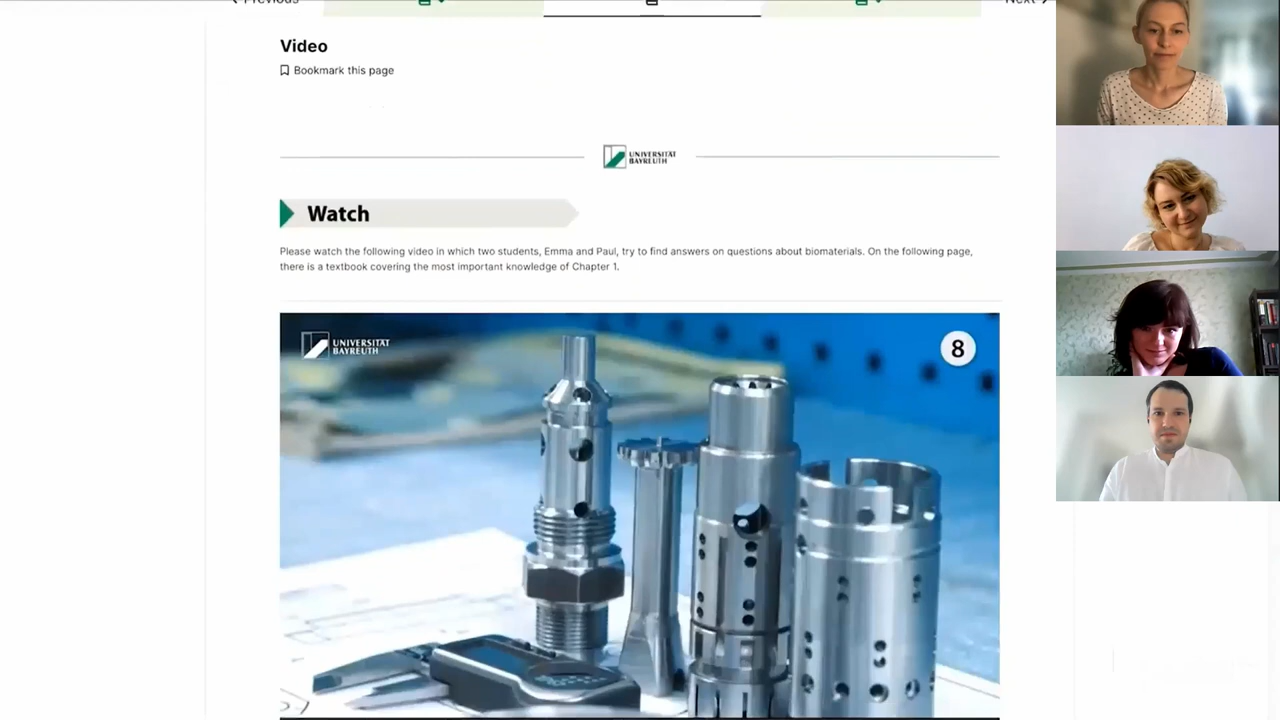 Previous
Next
Video
Bookmark this page
UNIVERSITÄT
BAYREUTH
Watch
Please watch the following video in which two students, Emma and Paul, try to find answers on questions about biomaterials. On the following page,
there is a textbook covering the most important knowledge of Chapter 1.
UNIVERSITÄT
BAYREUTH
8